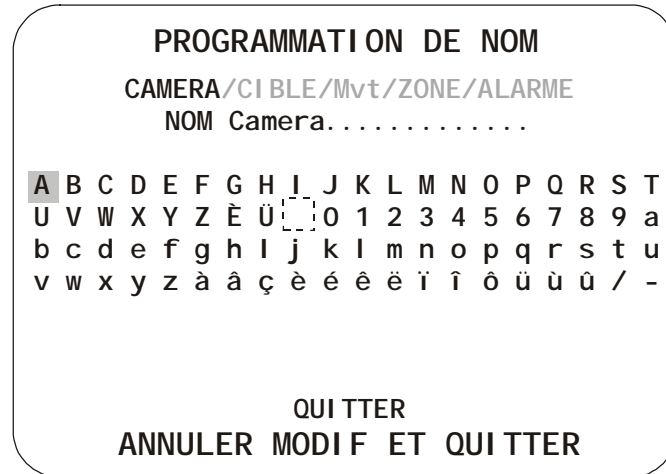 PROGRAMMATION DE NOM
CAMERA/CIBLE/Mvt/ZONE/ALARME
NOM Camera.............
A B C D E F G H I J K L M N O P Q R S T
U V W X Y Z È Ü 0 1 2 3 4 5 6 7 8 9 a
b c d e f g h I j k l m n o p q r s t u
v w x y z à â ç è é ê ë ï î ô ü ù û / -
QUITTER
ANNULER MODIF ET QUITTER